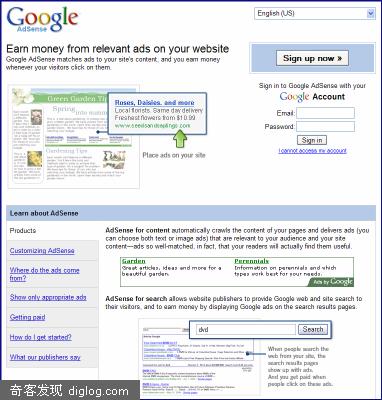 Google
AdSense
English (US)
Earn money from relevant ads on your website
Google AdSense matches ads to your site's content, and you earn money
whenever your visitors click on them.
Sign up now »
Sign in to Google AdSense with your
Google Account
Email:
Password:
Sign in
I cannot access my account
Green Garden Tips
Spring into summer
Gardening Tips
Roses, Daisies, and more
Local florists. Same day delivery
Freshest flowers from $10.99
www.seedsandsaplings.com
Place ads on your site
Learn about AdSense
Products
Customizing AdSense
Where do the ads come
from?
Show only appropriate ads
Getting paid
How do I get started?
What our publishers say
AdSense for content automatically crawls the content of your pages and delivers ads (you
can choose both text or image ads) that are relevant to your audience and your site
content—ads so well-matched, in fact, that your readers will actually find them useful.
Garden
Great articles, ideas and more for a
beautiful garden.
Perennials
Information on perennials and which
types work best for your needs.
Ads by Google
AdSense for search allows website publishers to provide Google web and site search to
their visitors, and to earn money by displaying Google ads on the search results pages.
dvd
Search
When people search the
web from your site, the
search results pages
show up with ads.
And you get paid when
people click on these ads.
奇客发现 diglog.com